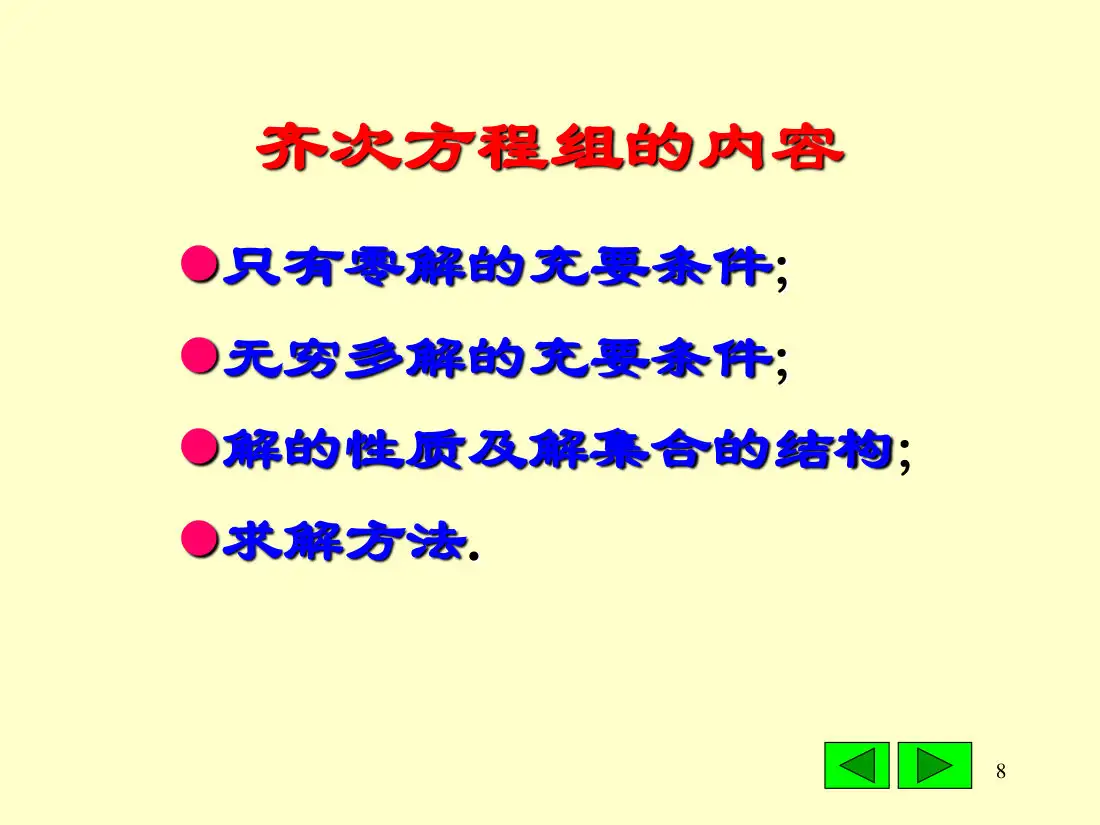 齐次方程组的内容
●只有零解的充要条件;
●无穷多解的充要条件;
●解的性质及解集合的结构;
●求解方法.
8